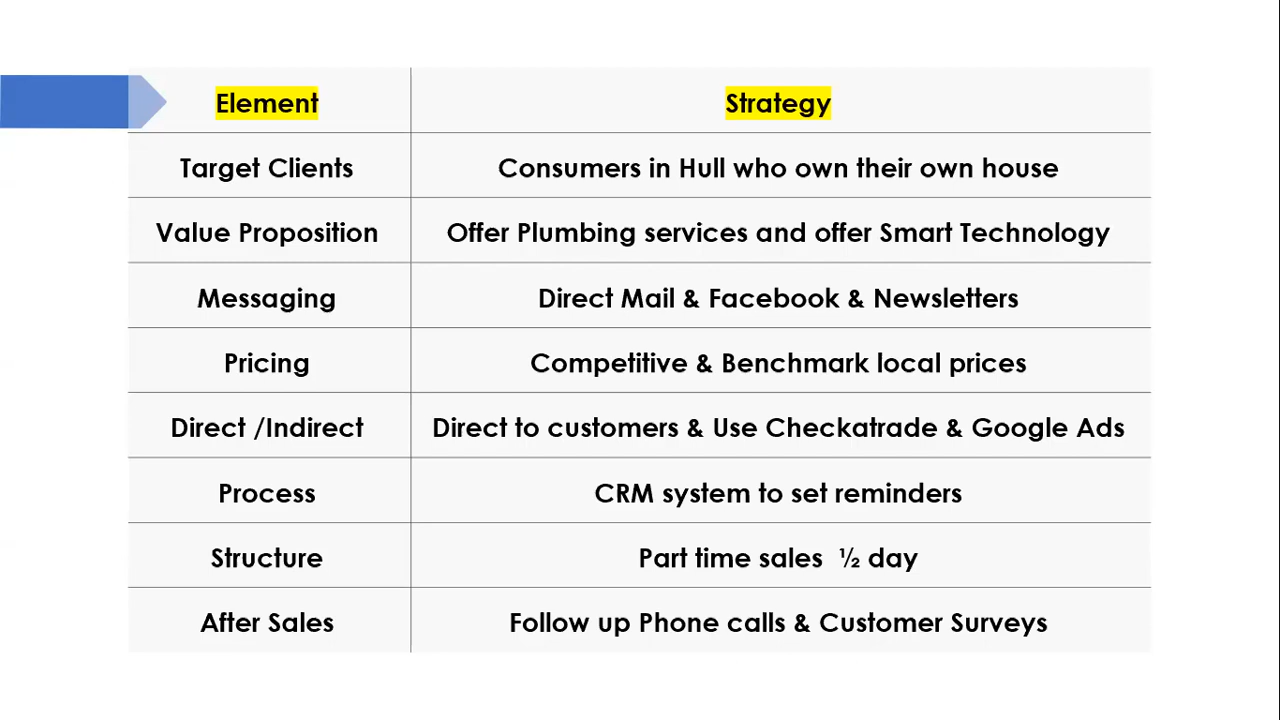 Element Strategy
Target Clients Consumers in Hull who own their own house
Value Proposition Offer Plumbing services and offer Smart Technology
Messaging Direct Mail & Facebook & Newsletters
Pricing Competitive & Benchmark local prices
Direct /Indirect Direct to customers & Use Checkatrade & Google Ads
Process CRM system to set reminders
Structure Part time sales ½ day
After Sales Follow up Phone calls & Customer Surveys